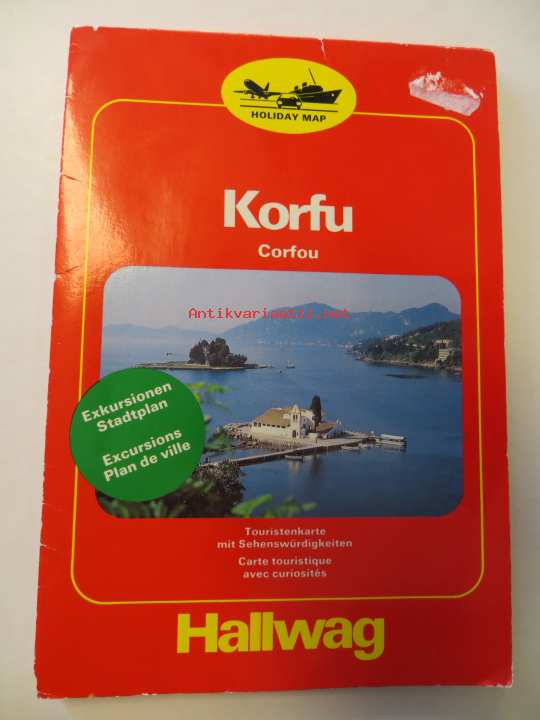 HOLIDAY MAP
Korfu
Corfou
Antikvariaatti.net
Exkursionen
Stadtplan
Excursions
Plan de ville
Touristenkarte
mit Sehenswürdigkeiten
Carte touristique
avec curiosités
Hallwag